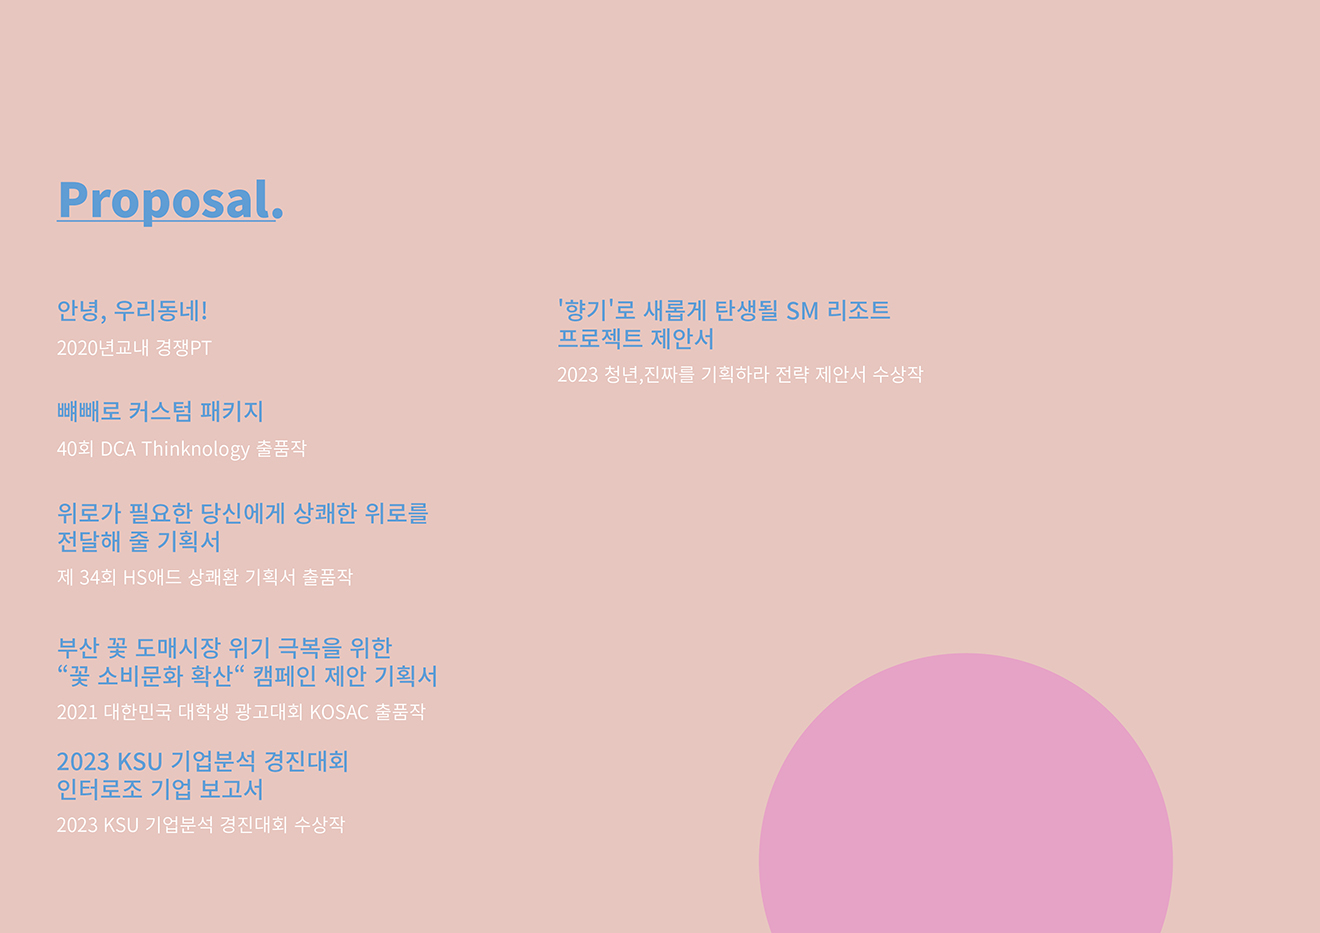 Proposal.
안녕, 우리동네!
2020년교내 경쟁PT
뺴빼로 커스텀 패키지
40회 DCA Thinknology 출품작
위로가 필요한 당신에게 상쾌한 위로를
전달해 줄 기획서
제 34회 HS애드 상쾌환 기획서 출품작
부산 꽃 도매시장 위기 극복을 위한
“꽃 소비문화 확산“ 캠페인 제안 기획서
2021 대한민국 대학생 광고대회 KOSAC 출품작
2023 KSU 기업분석 경진대회
인터로조 기업 보고서
2023 KSU 기업분석 경진대회 수상작
'향기'로 새롭게 탄생될 SM 리조트
프로젝트 제안서
2023 청년,진짜를 기획하라 전략 제안서 수상작